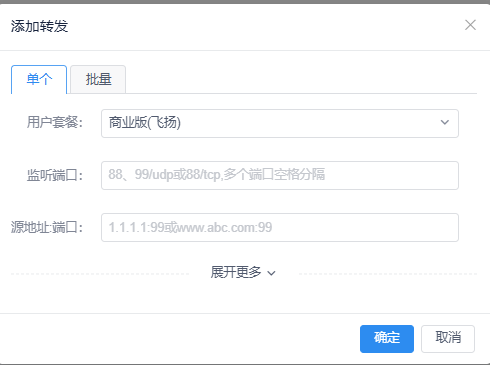 添加转发
单个 批量
用户套餐: 商业版(飞扬)
监听端口: 88、99/udp或88/tcp,多个端口空格分隔
源地址:端口: 1.1.1.1:99或www.abc.com:99
展开更多
确定 取消